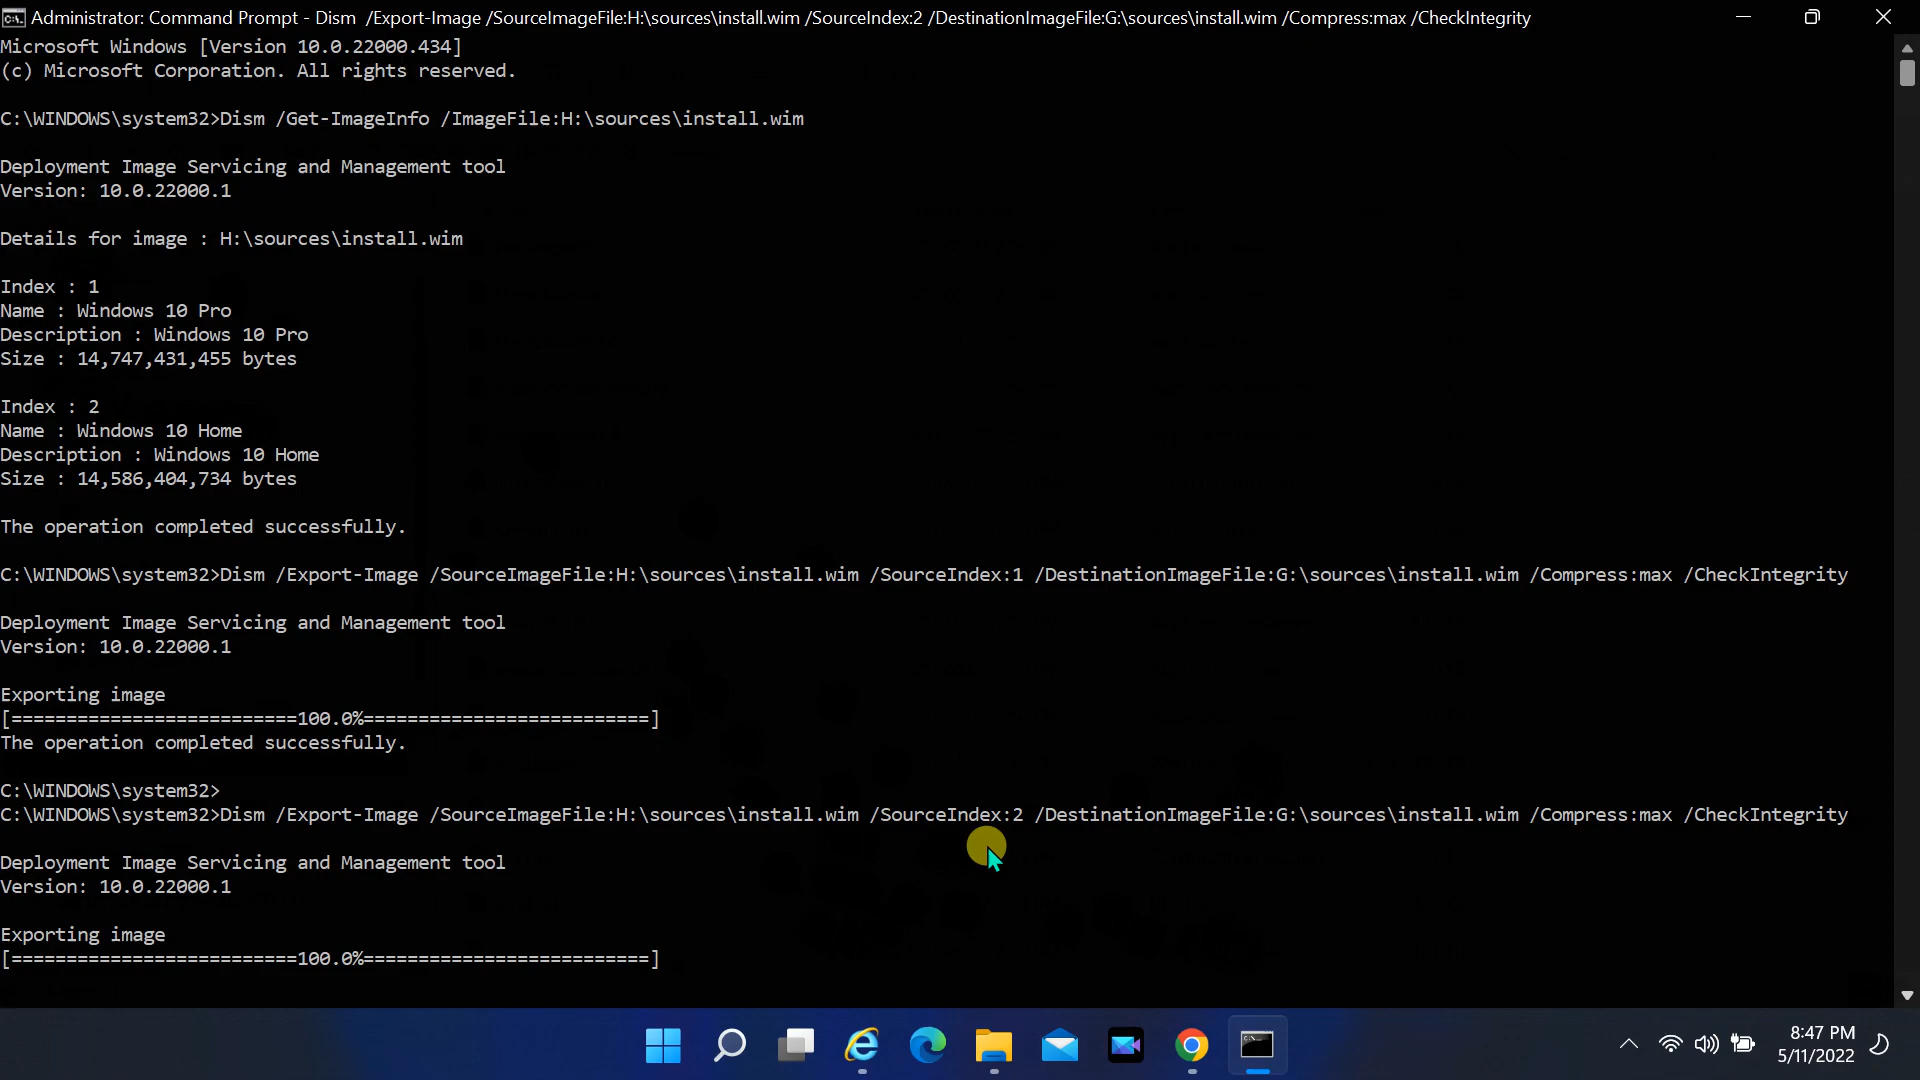 Administrator: Command Prompt - Dism  /Export-Image /SourceImageFile:H:\sources\install.wim /SourceIndex:2 /DestinationImageFile:G:\sources\install.wim /Compress:max /CheckIntegrity
Microsoft Windows [Version 10.0.22000.434]
(c) Microsoft Corporation. All rights reserved.
C:\WINDOWS\system32>Dism /Get-ImageInfo /ImageFile:H:\sources\install.wim
Deployment Image Servicing and Management tool
Version: 10.0.22000.1
Details for image : H:\sources\install.wim
Index : 1
Name : Windows 10 Pro
Description : Windows 10 Pro
Size : 14,747,431,455 bytes
Index : 2
Name : Windows 10 Home
Description : Windows 10 Home
Size : 14,586,404,734 bytes
The operation completed successfully.
C:\WINDOWS\system32>Dism /Export-Image /SourceImageFile:H:\sources\install.wim /SourceIndex:1 /DestinationImageFile:G:\sources\install.wim /Compress:max /CheckIntegrity
Deployment Image Servicing and Management tool
Version: 10.0.22000.1
Exporting image
[==========================100.0%==========================]
The operation completed successfully.
C:\WINDOWS\system32>
C:\WINDOWS\system32>Dism /Export-Image /SourceImageFile:H:\sources\install.wim /SourceIndex:2 /DestinationImageFile:G:\sources\install.wim /Compress:max /CheckIntegrity
Deployment Image Servicing and Management tool
Version: 10.0.22000.1
Exporting image
[==========================100.0%==========================]
8:47 PM
5/11/2022